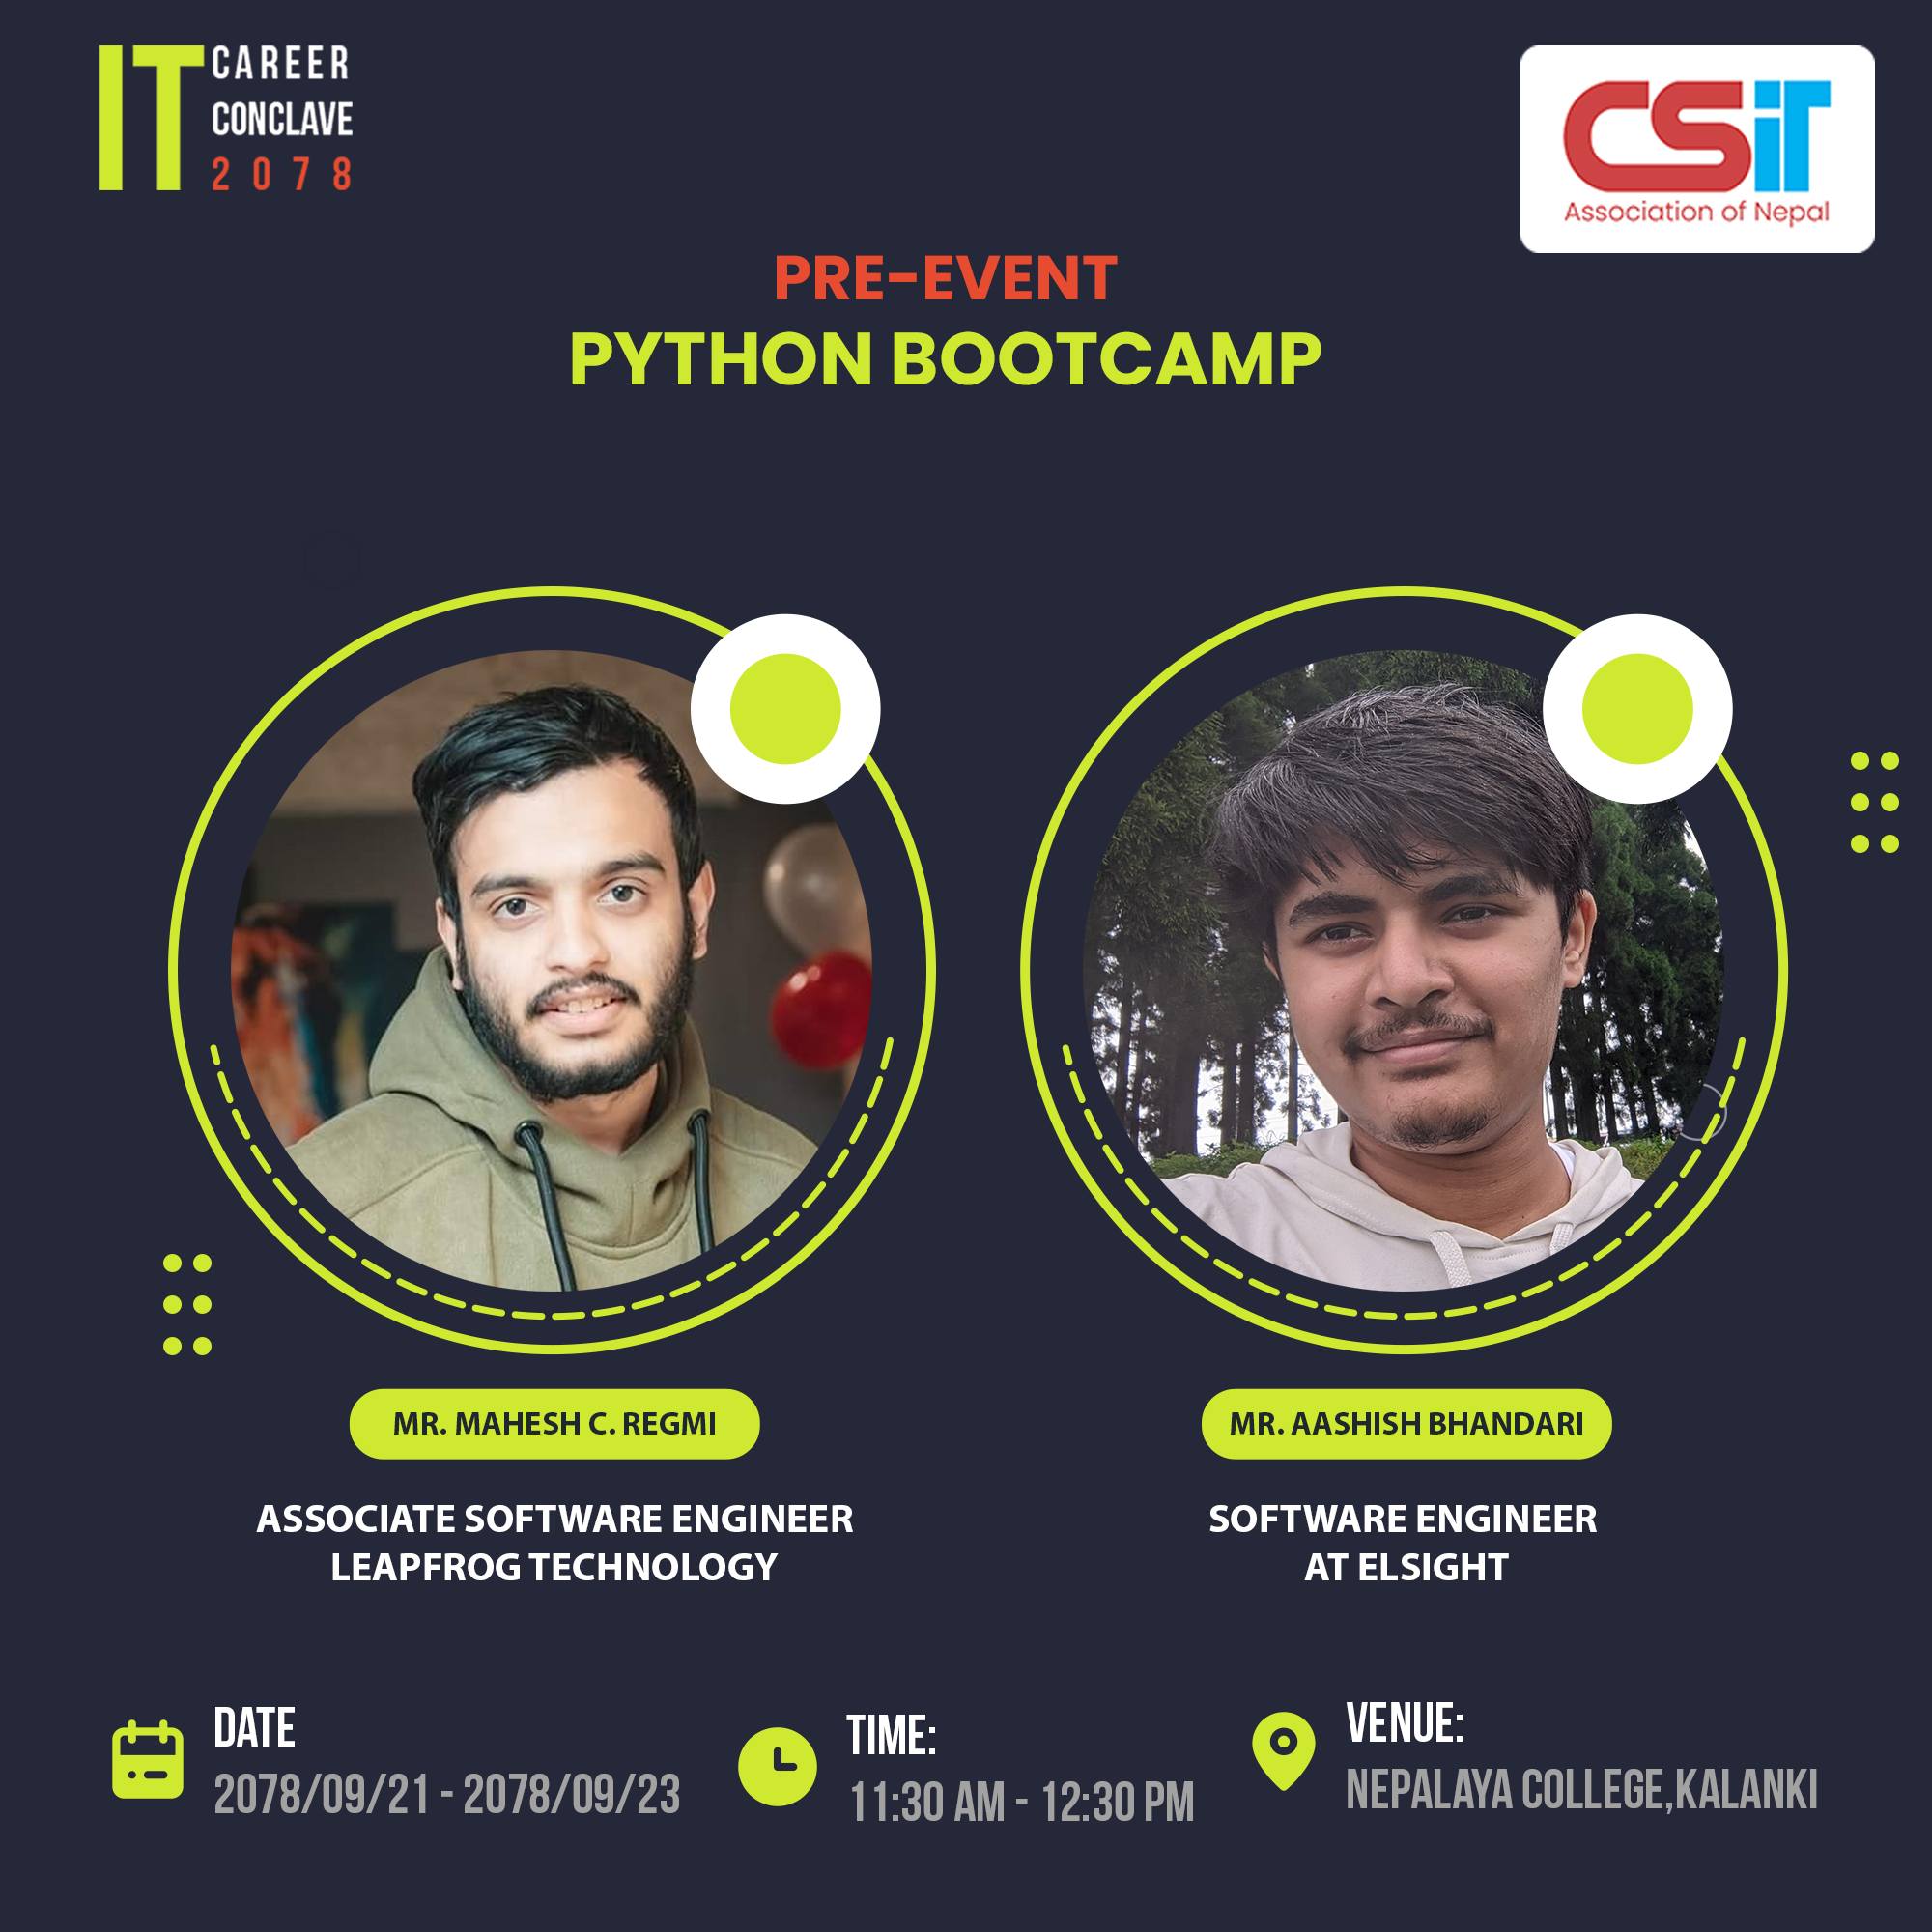 IT CAREER
CONCLAVE
2078
CSiT
Association of Nepal
PRE-EVENT
PYTHON BOOTCAMP
MR. MAHESH C. REGMI
ASSOCIATE SOFTWARE ENGINEER
LEAPFROG TECHNOLOGY
MR. AASHISH BHANDARI
SOFTWARE ENGINEER
AT ELSIGHT
DATE
2078/09/21 - 2078/09/23
TIME:
11:30 AM - 12:30 PM
VENUE:
NEPALAYA COLLEGE,KALANKI